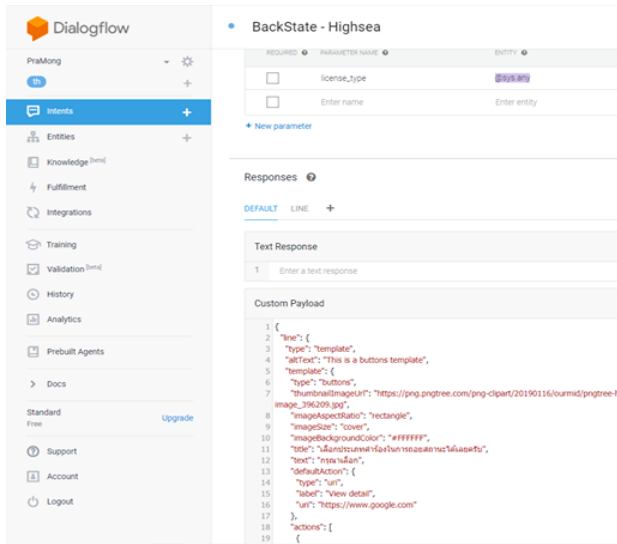 Dialogflow
BackState - Highsea
PraMong
th
Intents
Entities
Knowledge [beta]
Fulfillment
Integrations
Training
Validation [beta]
History
Analytics
Prebuilt Agents
Docs
Standard
Free
Upgrade
Support
Account
Logout
REQUIRED PARAMETER NAME ENTITY
license_type @sys.any
Enter name Enter entity
+ New parameter
Responses
DEFAULT LINE +
Text Response
1 Enter a text response
Custom Payload
1 {
2 "line": {
3 "type": "template",
4 "altText": "This is a buttons template",
5 "template": {
6 "type": "buttons",
7 "thumbnailImageUrl": "https://png.pngtree.com/png-clipart/20190116/ourmid/pngtree-
image_396209.jpg",
8 "imageAspectRatio": "rectangle",
9 "imageSize": "cover",
10 "imageBackgroundColor": "#FFFFFF",
11 "title": "เลือกประเภทคำร้องในการถอยสถานะได้เลยครับ",
12 "text": "กรุณาเลือก",
13 "defaultAction": {
14 "type": "uri",
15 "label": "View detail",
16 "uri": "https://www.google.com"
17 },
18 "actions": [
19 {